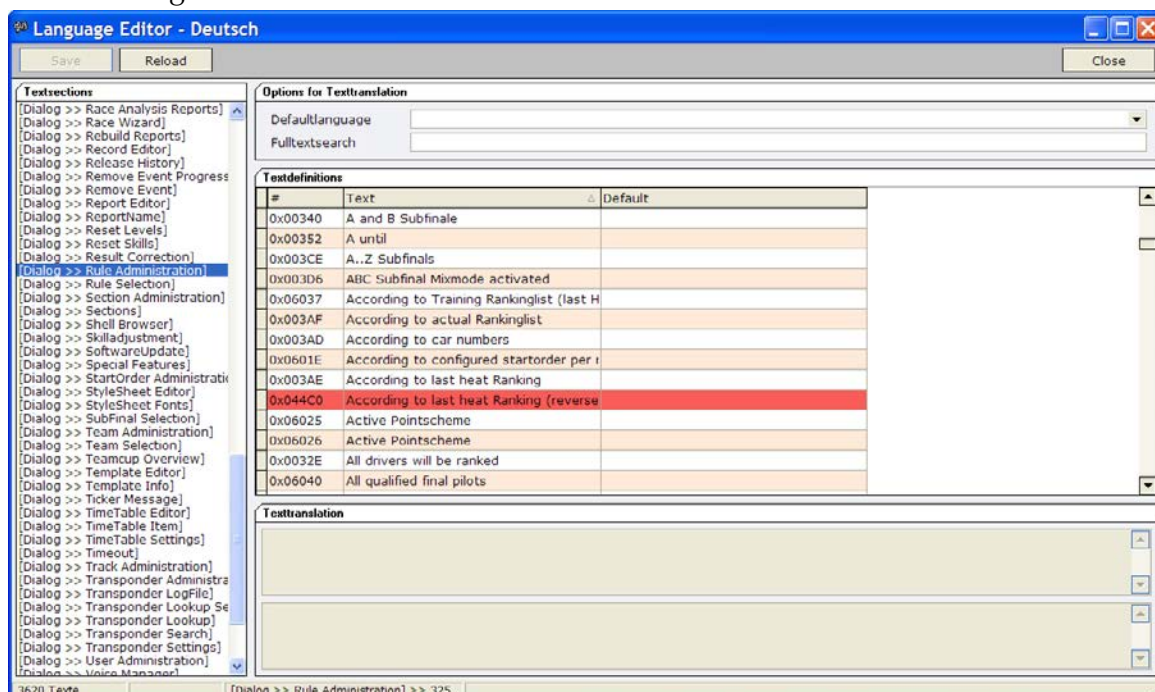 Language Editor - Deutsch
Save
Reload
Close
Textsections
[Dialog >> Race Analysis Reports]
[Dialog >> Race Wizard]
[Dialog >> Rebuild Reports]
[Dialog >> Record Editor]
[Dialog >> Release History]
[Dialog >> Remove Event Progress
[Dialog >> Remove Event]
[Dialog >> Report Editor]
[Dialog >> ReportName]
[Dialog >> Reset Levels]
[Dialog >> Reset Skills]
[Dialog >> Result Correction]
[Dialog >> Rule Administration]
[Dialog >> Rule Selection]
[Dialog >> Section Administration]
[Dialog >> Sections]
[Dialog >> Shell Browser]
[Dialog >> Skilladjustment]
[Dialog >> SoftwareUpdate]
[Dialog >> Special Features]
[Dialog >> StartOrder Administrati
[Dialog >> StyleSheet Editor]
[Dialog >> StyleSheet Fonts]
[Dialog >> SubFinal Selection]
[Dialog >> Team Administration]
[Dialog >> Team Selection]
[Dialog >> Teamcup Overview]
[Dialog >> Template Editor]
[Dialog >> Template Info]
[Dialog >> Ticker Message]
[Dialog >> TimeTable Editor]
[Dialog >> TimeTable Item]
[Dialog >> TimeTable Settings]
[Dialog >> Timeout]
[Dialog >> Track Administration]
[Dialog >> Transponder Administra
[Dialog >> Transponder LogFile]
[Dialog >> Transponder Lookup Se
[Dialog >> Transponder Lookup]
[Dialog >> Transponder Search]
[Dialog >> Transponder Settings]
[Dialog >> User Administration]
[Dialog >> Voice Manager]
Options for Texttranslation
Defaultlanguage
Fulltextsearch
Textdefinitions
# Text Default
0x00340 A and B Subfinale
0x00352 A until
0x003CE A..Z Subfinals
0x003D6 ABC Subfinal Mixmode activated
0x06037 According to Training Rankinglist (last H
0x003AF According to actual Rankinglist
0x003AD According to car numbers
0x0601E According to configured startorder per r
0x003AE According to last heat Ranking
0x044C0 According to last heat Ranking (reverse
0x06025 Active Pointscheme
0x06026 Active Pointscheme
0x0032E All drivers will be ranked
0x06040 All qualified final pilots
Texttranslation
3620 Texte
[Dialog >> Rule Administration] >> 325